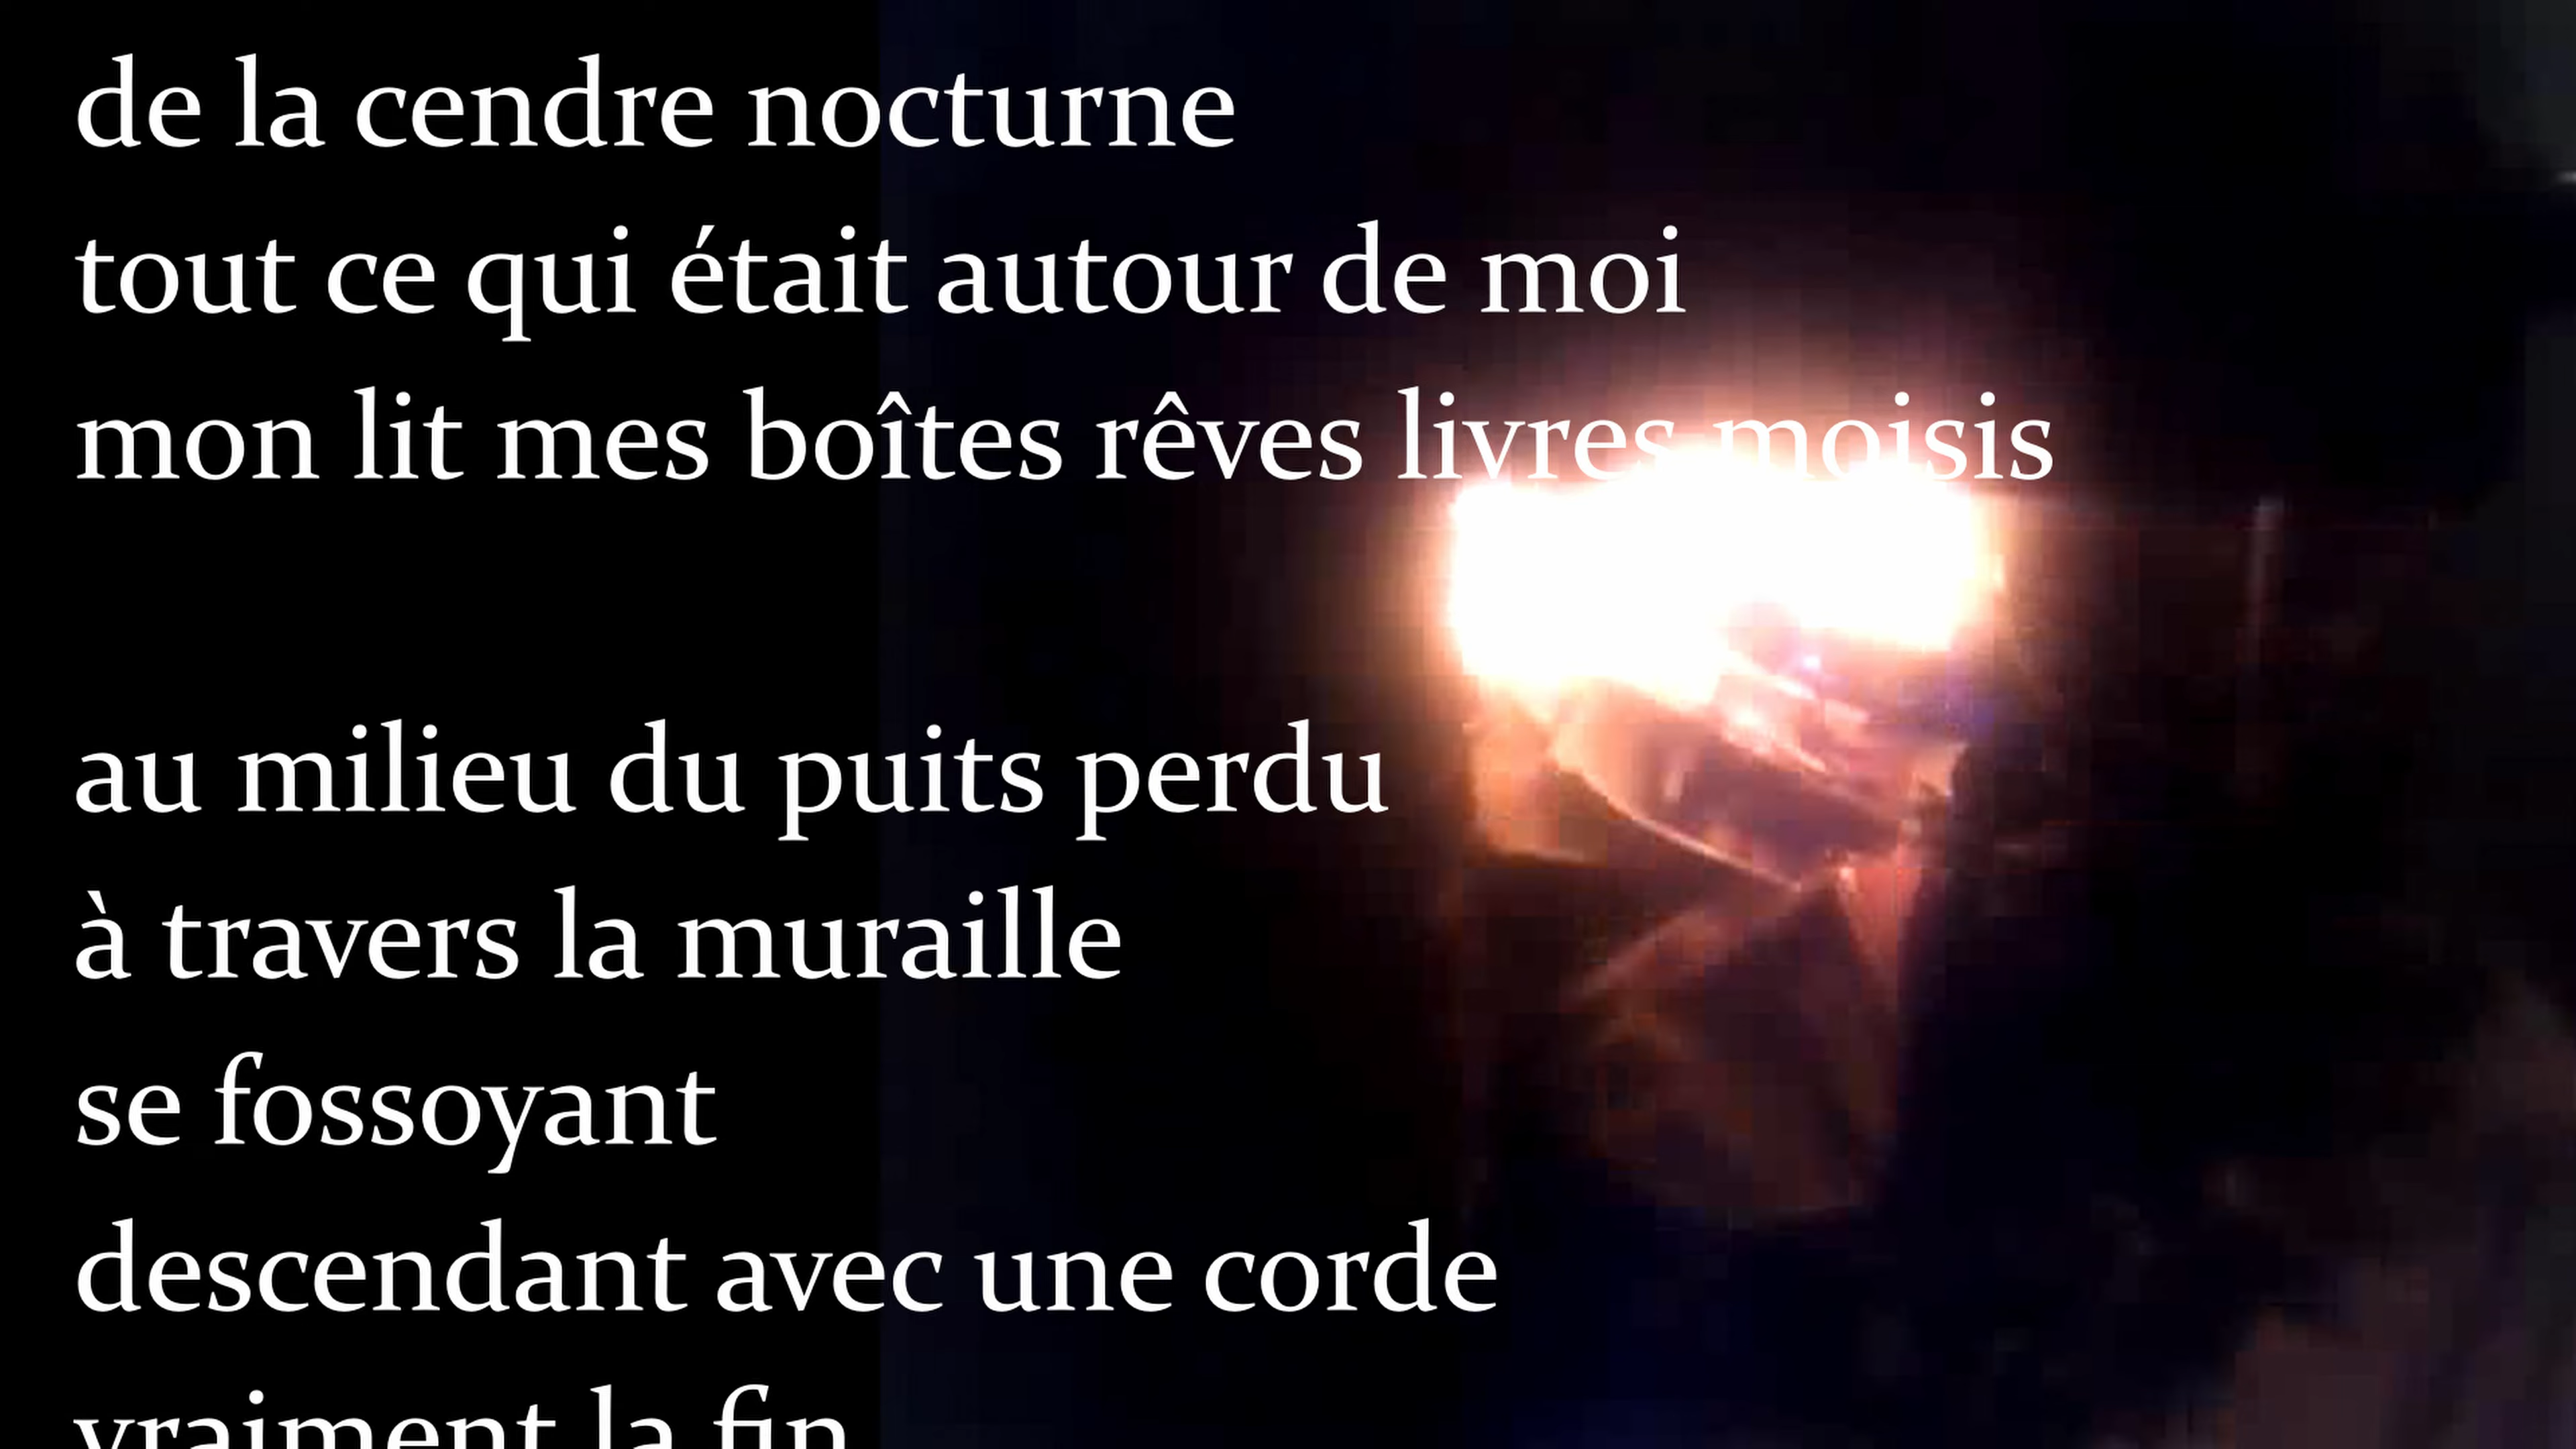 de la cendre nocturne
tout ce qui était autour de moi
mon lit mes boîtes rêves livres moisis
au milieu du puits perdu
à travers la muraille
se fossoyant
descendant avec une corde
vraiment la fin